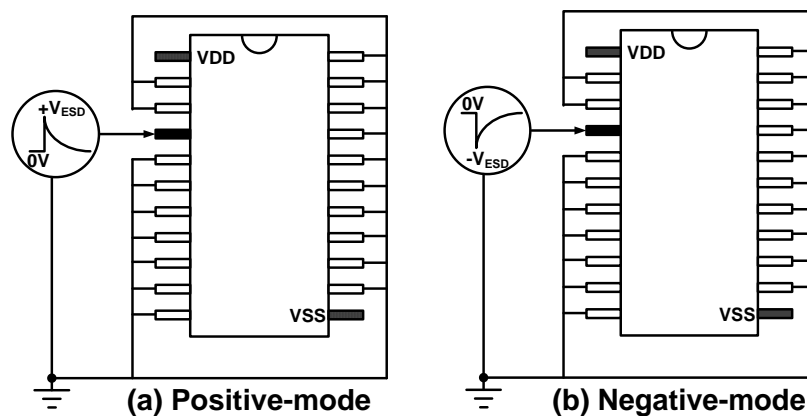 VDD
+VESD
0V
VSS
(a) Positive-mode
VDD
0V
-VESD
VSS
(b) Negative-mode